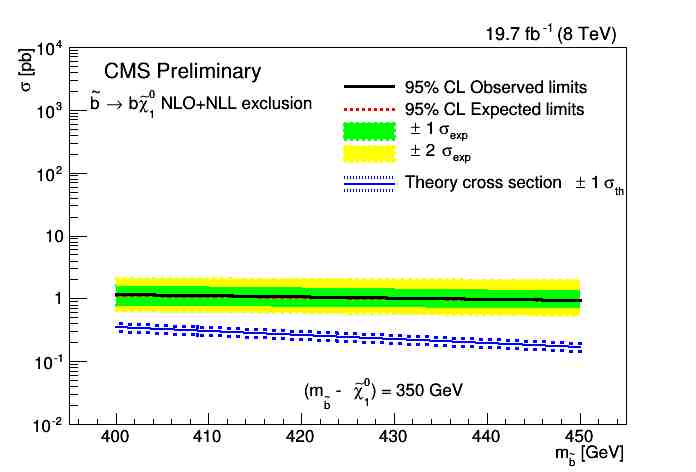 19.7 fb⁻¹ (8 TeV)
σ [pb]
CMS Preliminary
b̃ → bχ̃⁰₁ NLO+NLL exclusion
95% CL Observed limits
95% CL Expected limits
± 1 σexp
± 2 σexp
Theory cross section ± 1 σth
10⁴
10³
10²
10
1
10⁻¹
10⁻²
(m_b̃ - χ̃⁰₁) = 350 GeV
400 410 420 430 440 450
m_b̃ [GeV]